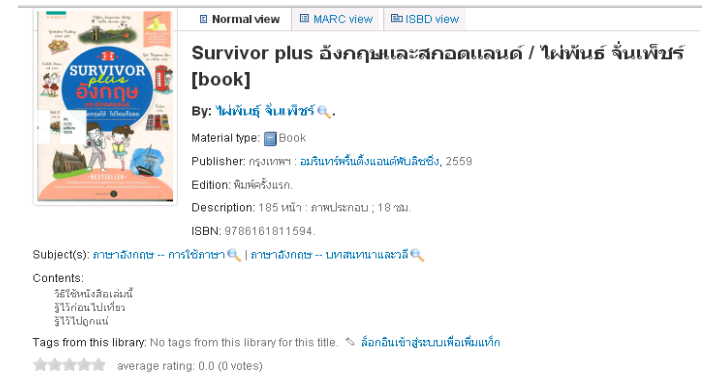 Normal view
MARC view
ISBD view
SURVIVOR
plus
อังกฤษ
BESTSELLER
Survivor plus อังกฤษและสกอตแลนด์ / ไผ่พันธ์ จั่นเพ็ชร์
[book]
By: ไผ่พันธุ์ จั่นเพ็ชร์.
Material type: Book
Publisher: กรุงเทพฯ : อมรินทร์พริ้นติ้งแอนด์พับลิชชิ่ง, 2559
Edition: พิมพ์ครั้งแรก.
Description: 185 หน้า : ภาพประกอบ ; 18 ซม.
ISBN: 9786161811594.
Subject(s): ภาษาอังกฤษ -- การใช้ภาษา | ภาษาอังกฤษ -- บทสนทนาและวลี
Contents:
วิธีใช้หนังสือเล่มนี้
รู้ไว้ก่อนไปเที่ยว
รู้ไว้ไปถูกแน่
Tags from this library: No tags from this library for this title. ล็อกอินเข้าสู่ระบบเพื่อเพิ่มแท็ก
average rating: 0.0 (0 votes)